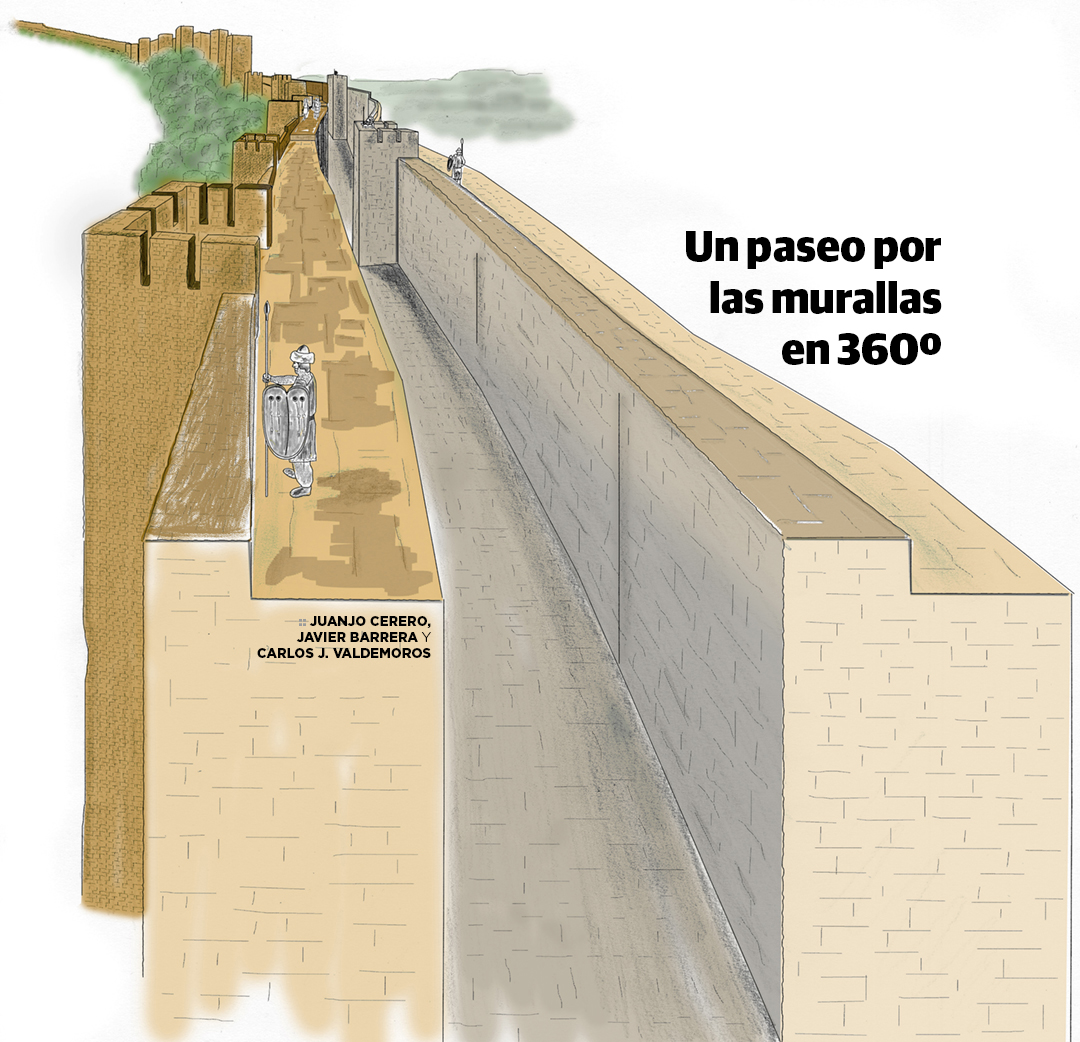 Un paseo por
las murallas
en 360º
JUANJO CERERO,
JAVIER BARRERA Y
CARLOS J. VALDEMOROS